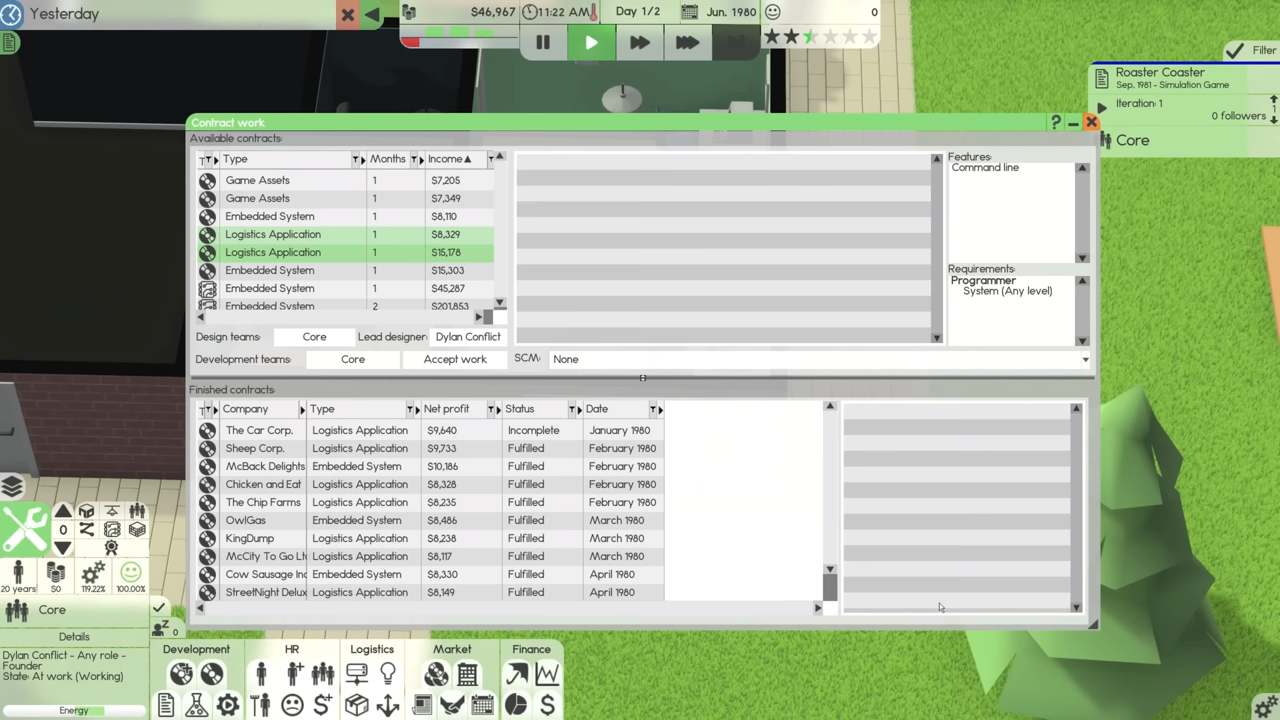 Yesterday
$46,967
11:22 AM
Day 1/2
Jun. 1980
0
Filter
Roaster Coaster
Sep, 1981 - Simulation Game
Iteration: 1
1
0 followers
Core
Contract work
?
Available contracts:
T Type Months Income
Game Assets 1 $7,205
Game Assets 1 $7,349
Embedded System 1 $8,110
Logistics Application 1 $8,329
Logistics Application 1 $15,178
Embedded System 1 $15,303
Embedded System 1 $45,287
Embedded System 2 $201,853
Features:
Command line
Requirements:
Programmer
System (Any level)
Design teams: Core Lead designer: Dylan Conflict
Development teams: Core Accept work SCM: None
Finished contracts:
T Company Type Net profit Status Date
The Car Corp. Logistics Application $9,640 Incomplete January 1980
Sheep Corp. Logistics Application $9,733 Fulfilled February 1980
McBack Delights Embedded System $10,186 Fulfilled February 1980
Chicken and Eat Logistics Application $8,328 Fulfilled February 1980
The Chip Farms Logistics Application $8,235 Fulfilled February 1980
OwlGas Embedded System $8,486 Fulfilled March 1980
KingDump Logistics Application $8,238 Fulfilled March 1980
McCity To Go Lt Logistics Application $8,117 Fulfilled March 1980
Cow Sausage Inc Embedded System $8,330 Fulfilled April 1980
StreetNight Delux Logistics Application $8,149 Fulfilled April 1980
0
20 years $0 119.22% 100.00%
Core
0
Details
Dylan Conflict - Any role -
Founder
State: At work (Working)
Energy
Development HR Logistics Market Finance